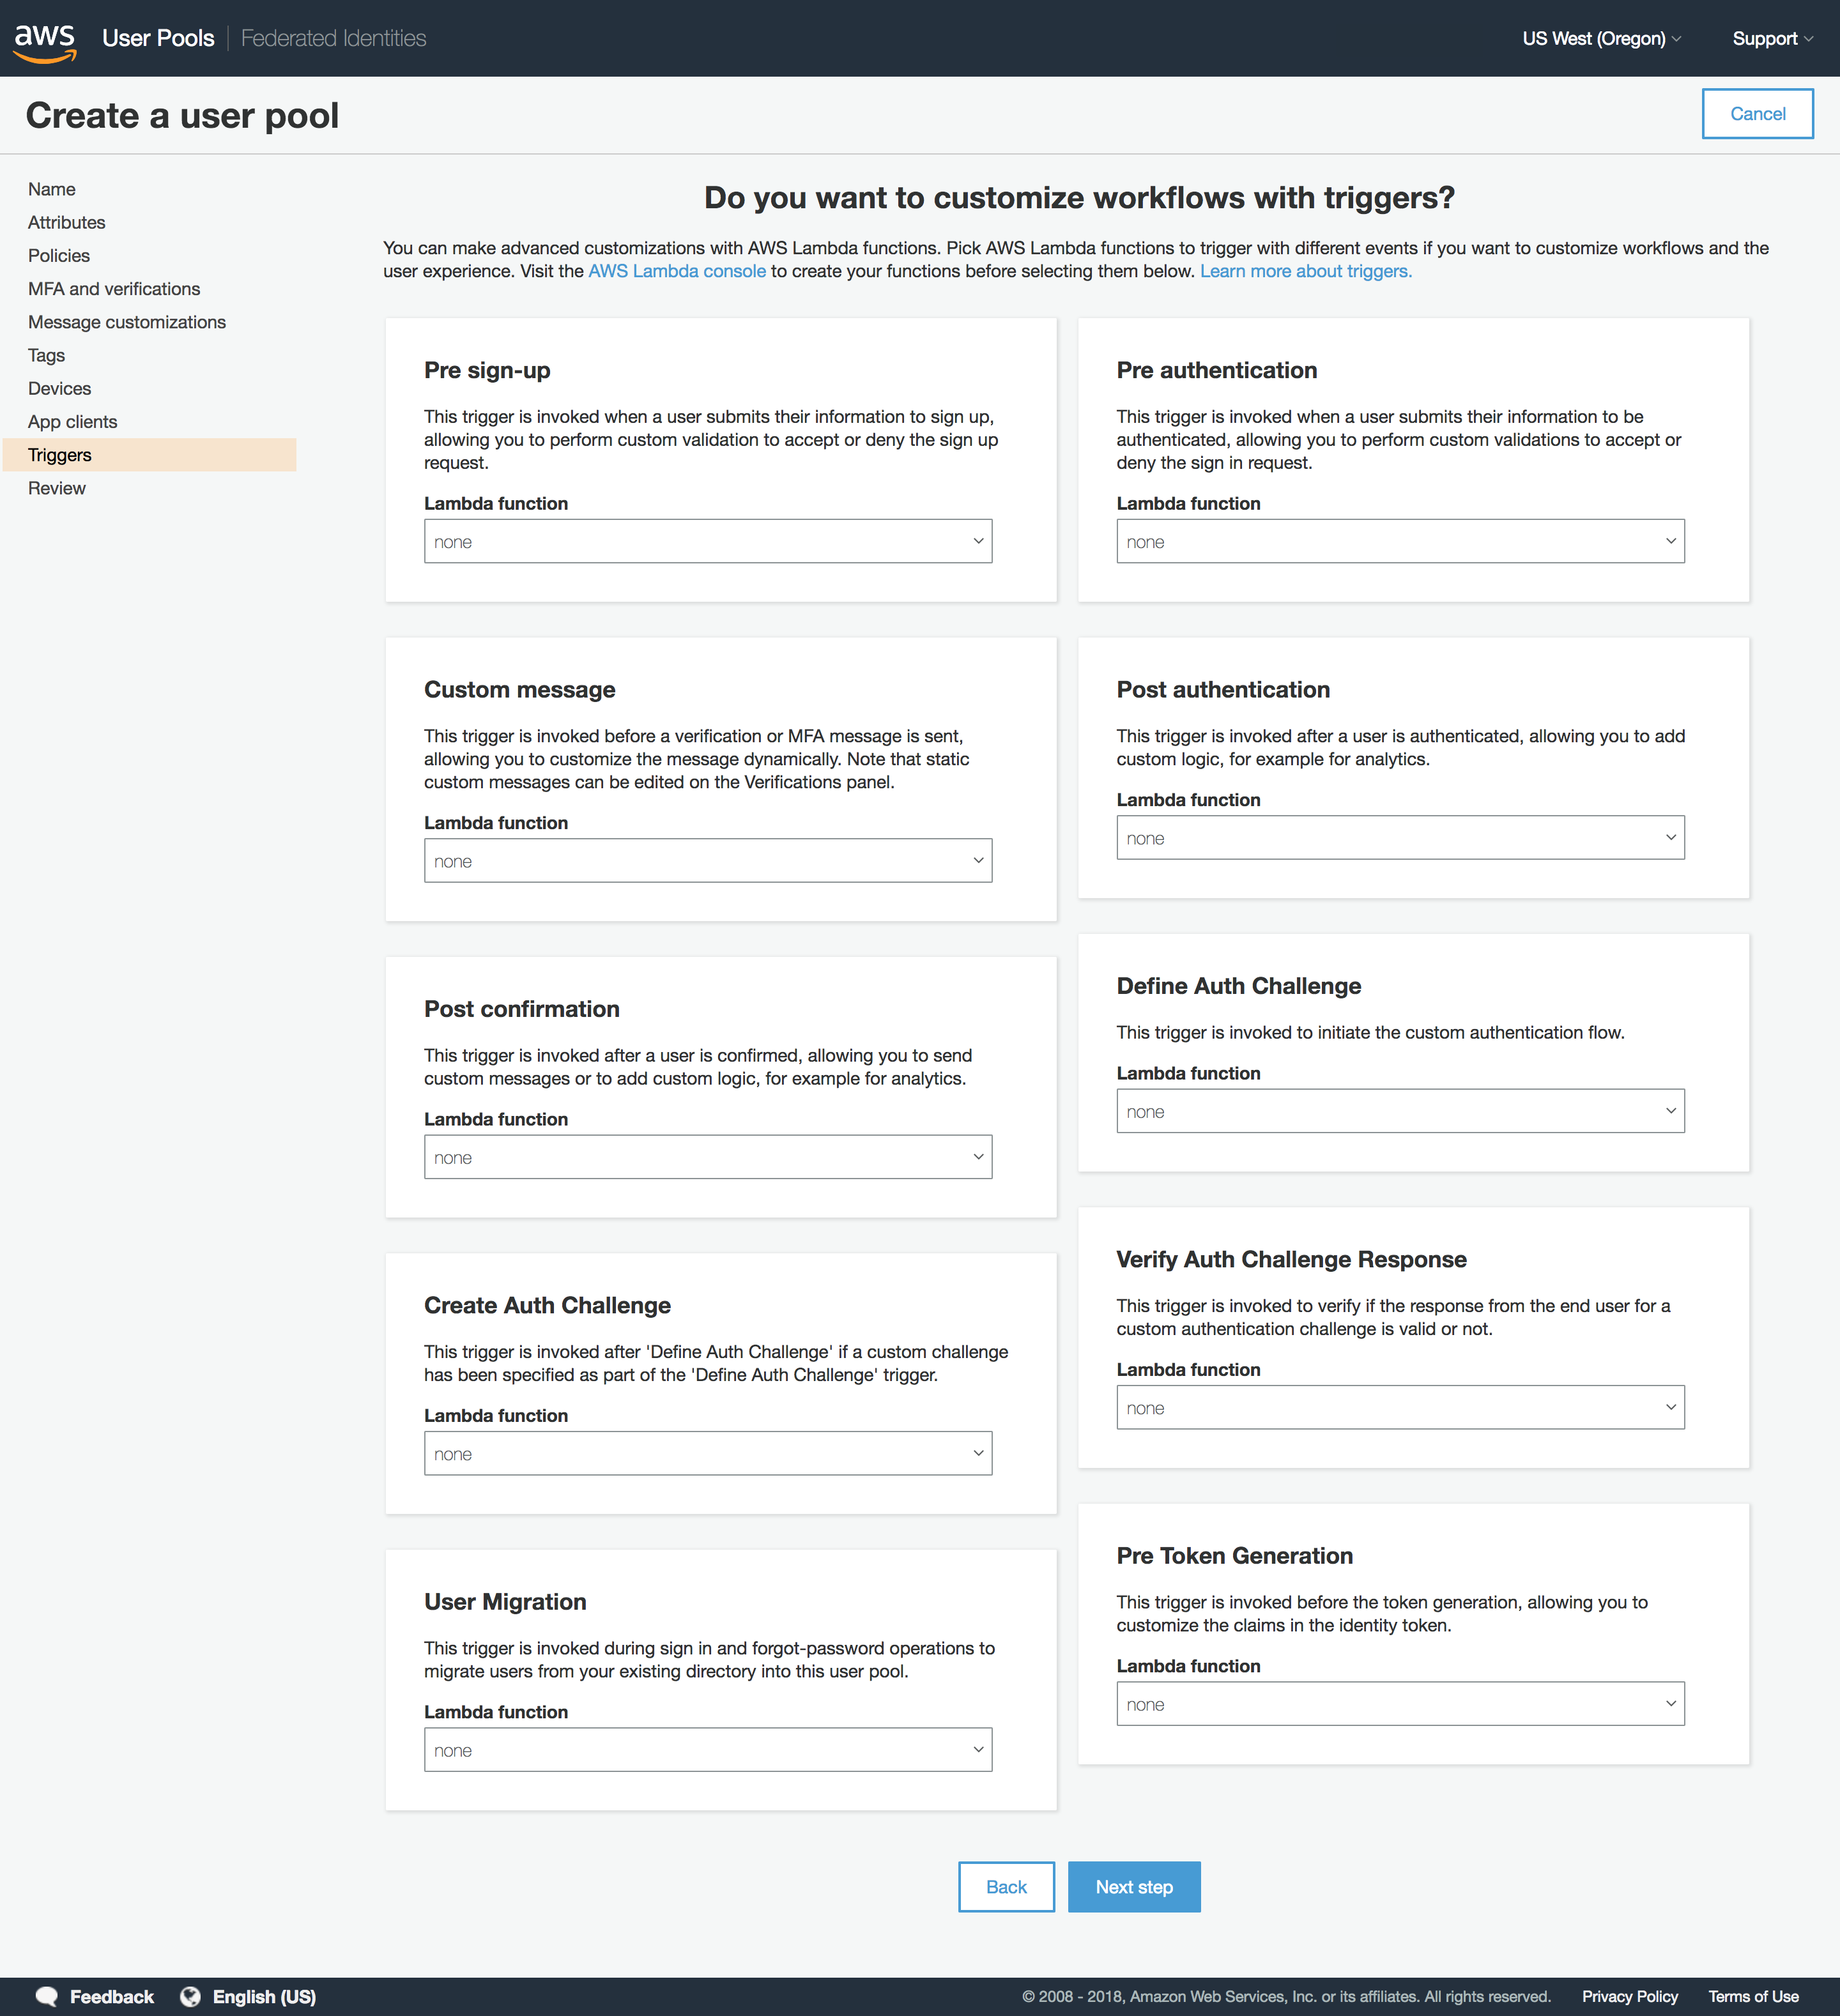 aws User Pools Federated Identities US West (Oregon) Support
Create a user pool
Cancel
Name
Attributes
Policies
MFA and verifications
Message customizations
Tags
Devices
App clients
Triggers
Review
Do you want to customize workflows with triggers?
You can make advanced customizations with AWS Lambda functions. Pick AWS Lambda functions to trigger with different events if you want to customize workflows and the
user experience. Visit the AWS Lambda console to create your functions before selecting them below. Learn more about triggers.
Pre sign-up
This trigger is invoked when a user submits their information to sign up,
allowing you to perform custom validation to accept or deny the sign up
request.
Lambda function
none
Pre authentication
This trigger is invoked when a user submits their information to be
authenticated, allowing you to perform custom validations to accept or
deny the sign in request.
Lambda function
none
Custom message
This trigger is invoked before a verification or MFA message is sent,
allowing you to customize the message dynamically. Note that static
custom messages can be edited on the Verifications panel.
Lambda function
none
Post authentication
This trigger is invoked after a user is authenticated, allowing you to add
custom logic, for example for analytics.
Lambda function
none
Post confirmation
This trigger is invoked after a user is confirmed, allowing you to send
custom messages or to add custom logic, for example for analytics.
Lambda function
none
Define Auth Challenge
This trigger is invoked to initiate the custom authentication flow.
Lambda function
none
Create Auth Challenge
This trigger is invoked after 'Define Auth Challenge' if a custom challenge
has been specified as part of the 'Define Auth Challenge' trigger.
Lambda function
none
Verify Auth Challenge Response
This trigger is invoked to verify if the response from the end user for a
custom authentication challenge is valid or not.
Lambda function
none
User Migration
This trigger is invoked during sign in and forgot-password operations to
migrate users from your existing directory into this user pool.
Lambda function
none
Pre Token Generation
This trigger is invoked before the token generation, allowing you to
customize the claims in the identity token.
Lambda function
none
Back
Next step
Feedback English (US) © 2008 - 2018, Amazon Web Services, Inc. or its affiliates. All rights reserved. Privacy Policy Terms of Use